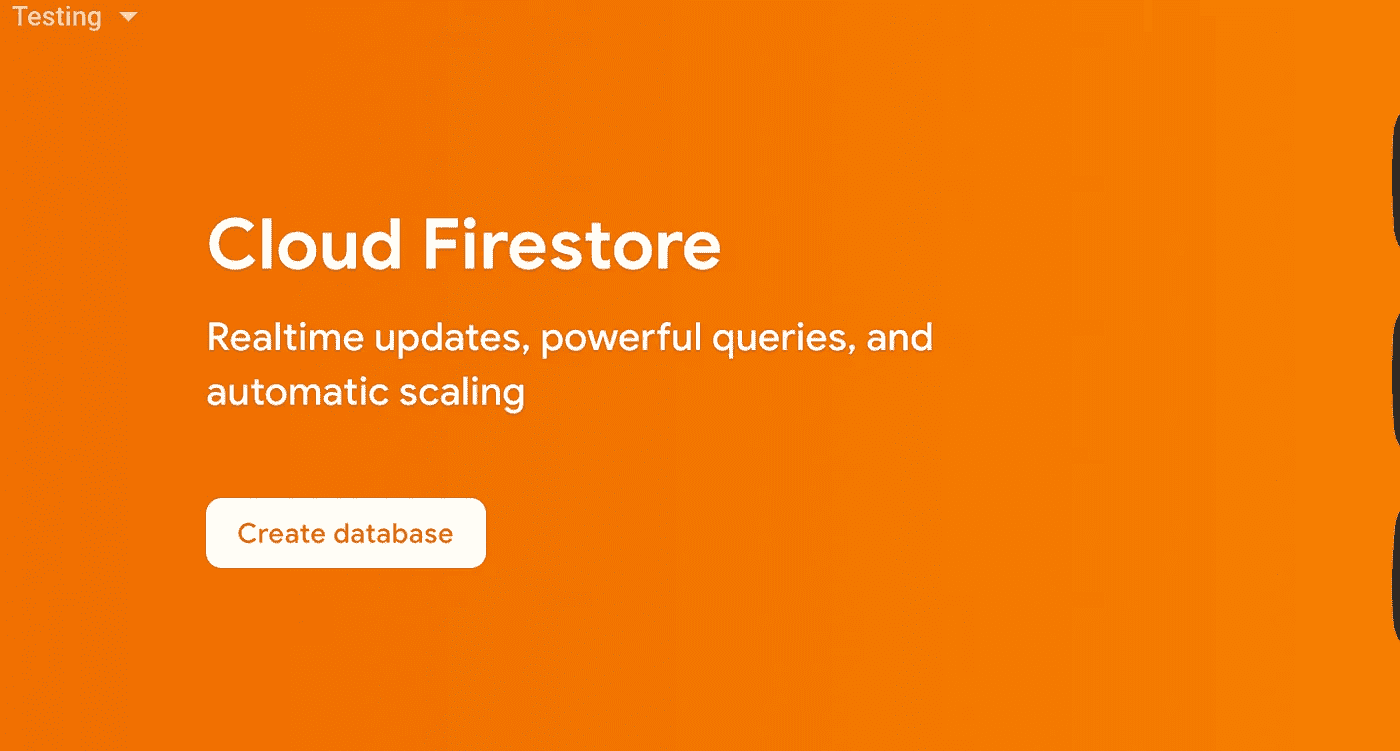 Testing
Cloud Firestore
Realtime updates, powerful queries, and
automatic scaling
Create database